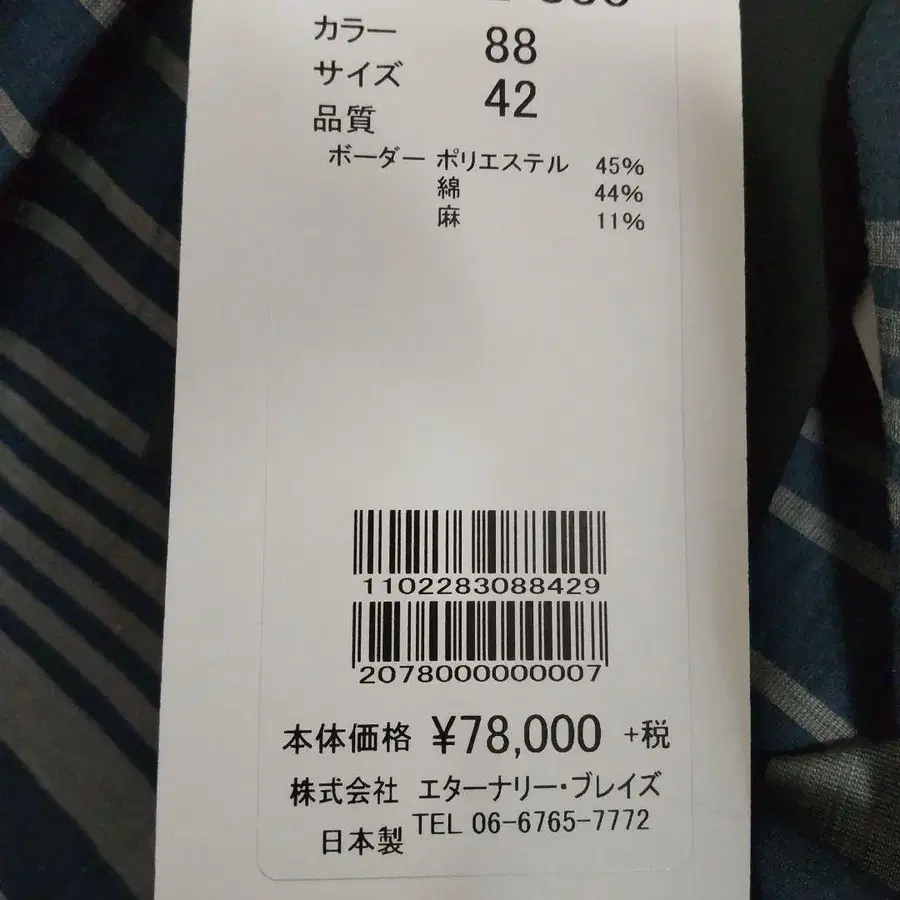 カラー 88
サイズ 42
品質
ボーダー ポリエステル 45%
綿 44%
麻 11%
1102283088429
2078000000007
本体価格 ¥78,000 +税
株式会社 エターナリー・ブレイズ
TEL 06-6765-7772
日本製